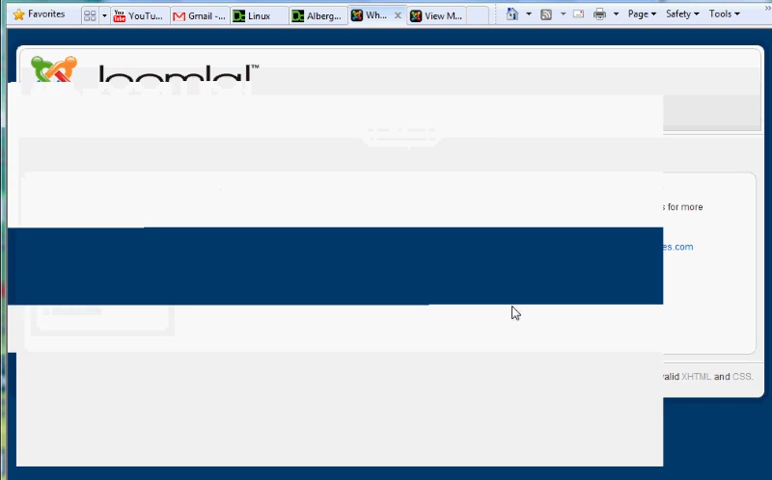 Favorites YouTu... Gmail -... Linux Alberg... Wh... View M... Page Safety Tools
Joomla!™
s for more
es.com
valid XHTML and CSS.